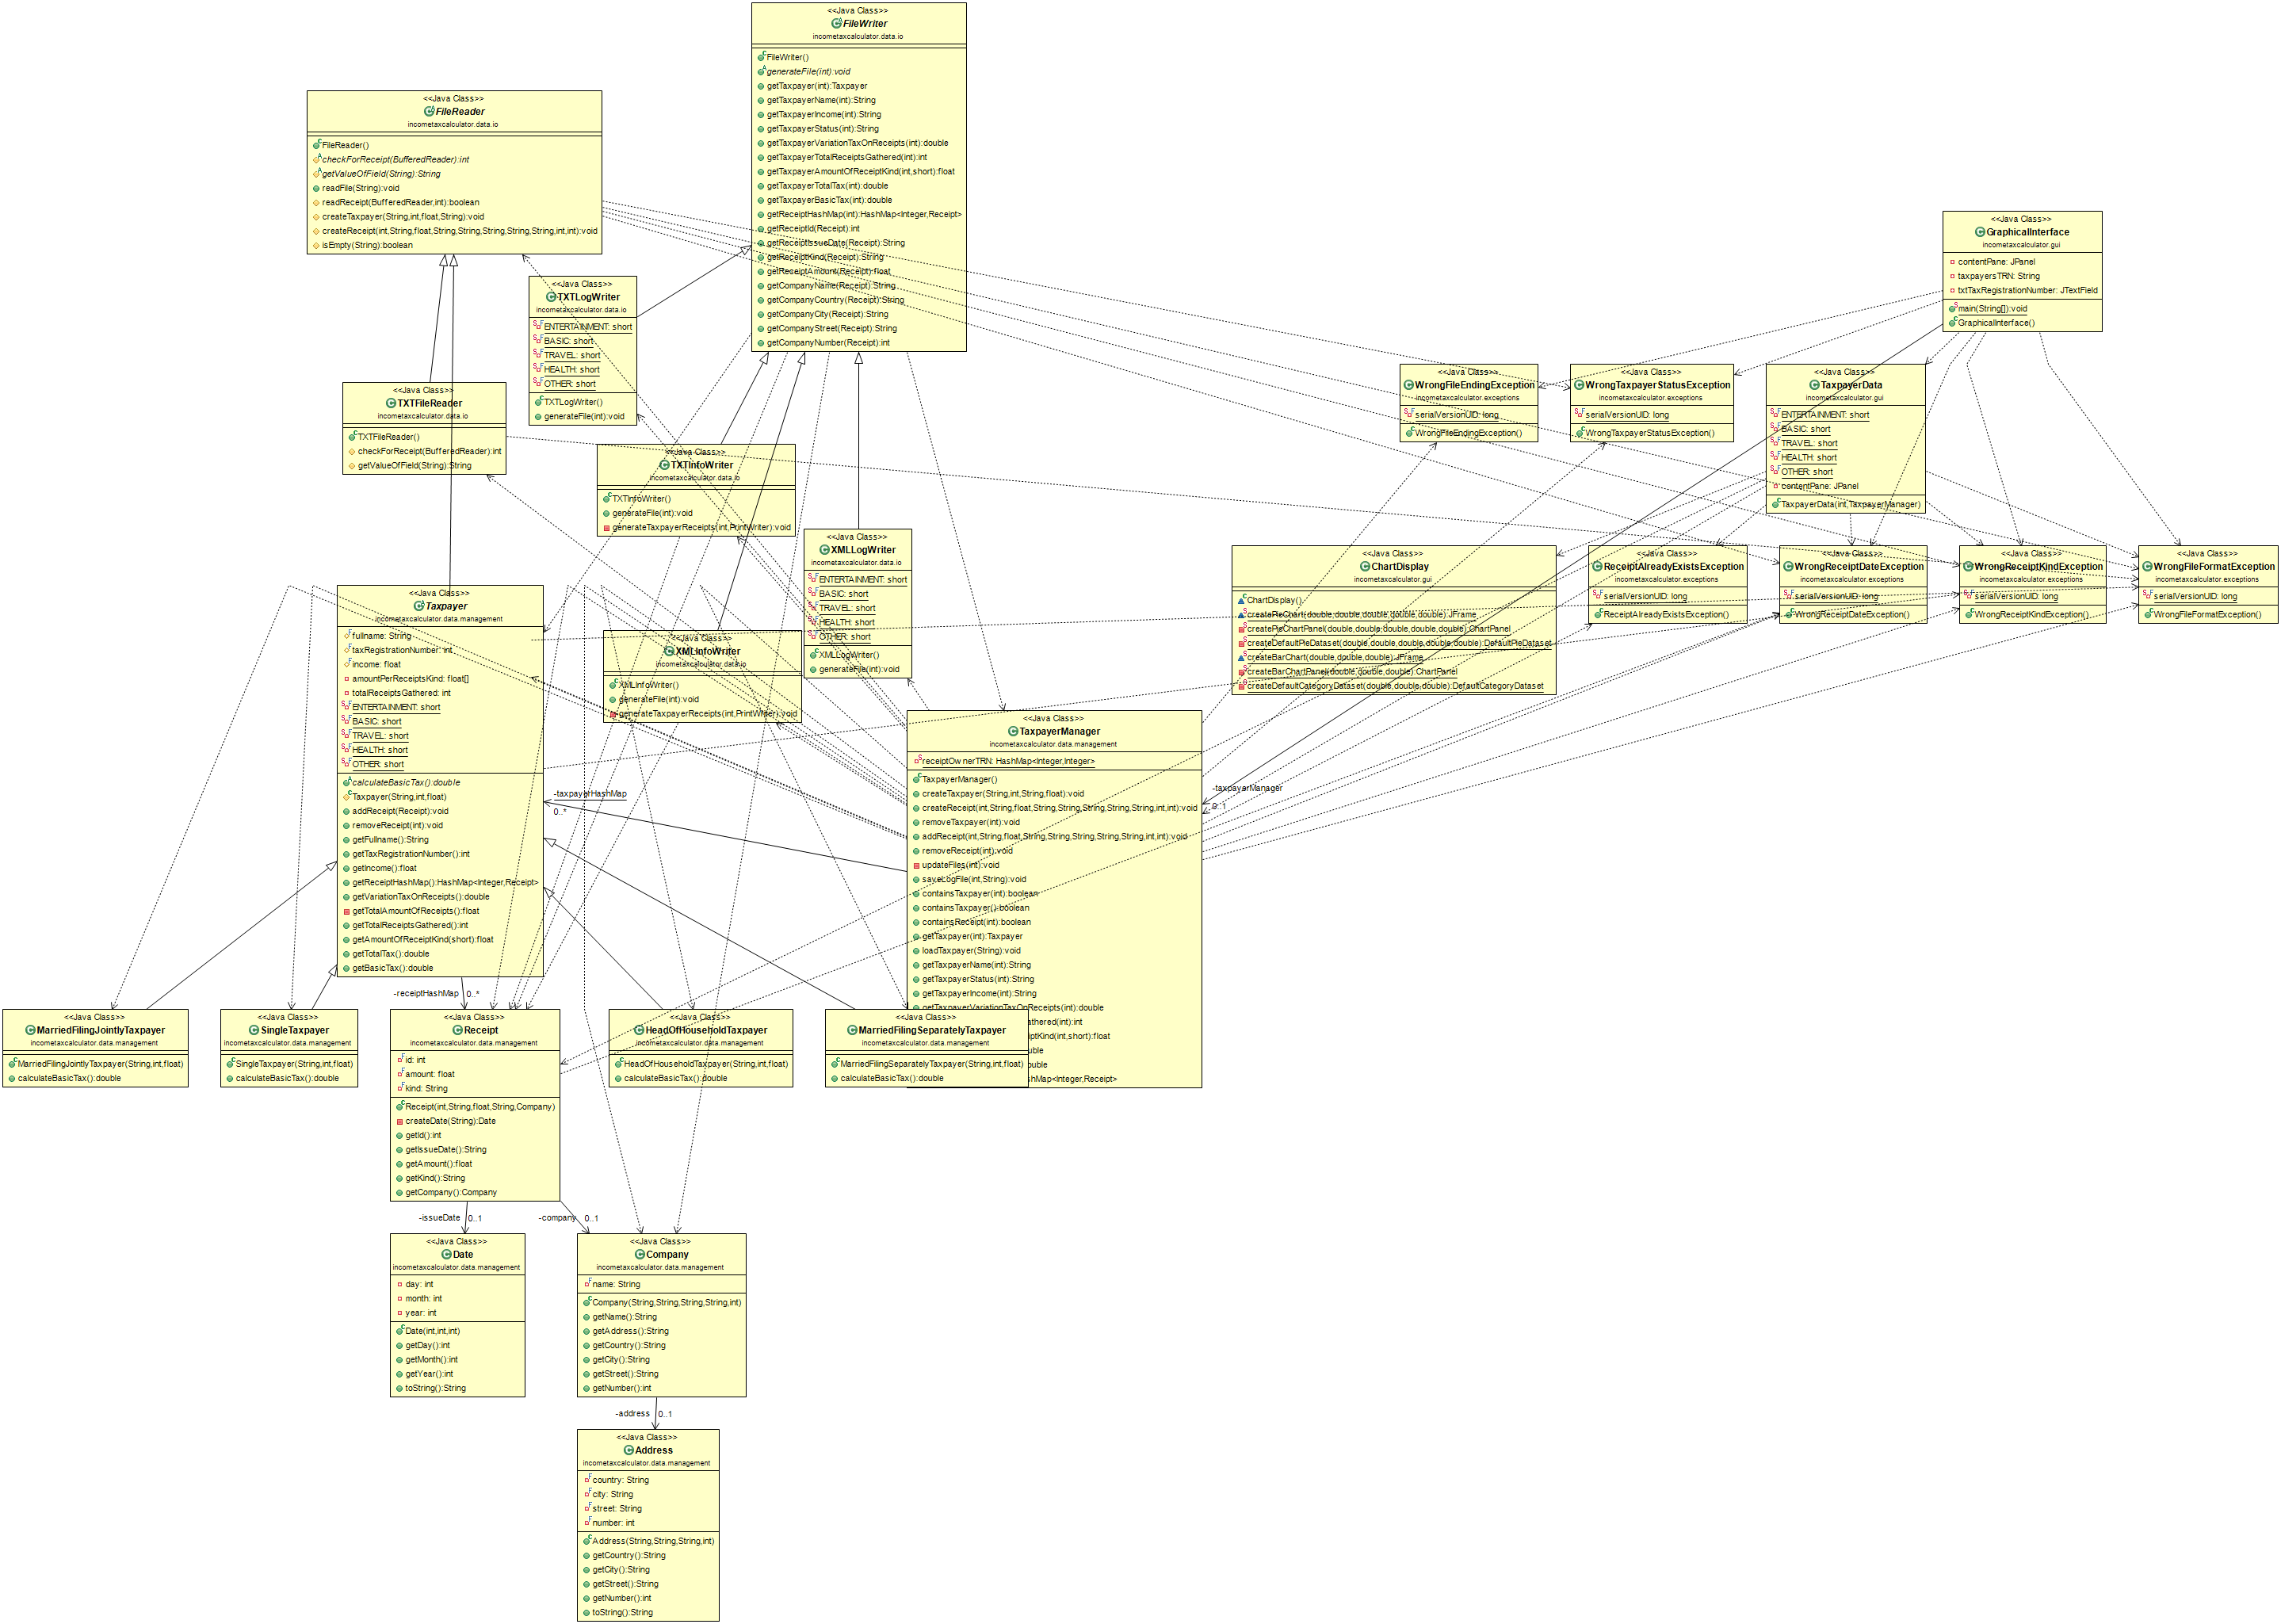 <<Java Class>>
FileWriter
incometaxcalculator.data.io
FileWriter()
generateFile(int):void
getTaxpayer(int):Taxpayer
getTaxpayerName(int):String
getTaxpayerIncome(int):String
getTaxpayerStatus(int):String
getTaxpayerVariationTaxOnReceipts(int):double
getTaxpayerTotalReceiptsGathered(int):int
getTaxpayerAmountOfReceiptKind(int,short):float
getTaxpayerTotalTax(int):double
getTaxpayerBasicTax(int):double
getReceiptHashMap(int):HashMap<Integer,Receipt>
getReceiptId(Receipt):int
getReceiptIssueDate(Receipt):String
getReceiptKind(Receipt):String
getReceiptAmount(Receipt):float
getCompanyName(Receipt):String
getCompanyCountry(Receipt):String
getCompanyCity(Receipt):String
getCompanyStreet(Receipt):String
getCompanyNumber(Receipt):int
<<Java Class>>
FileReader
incometaxcalculator.data.io
FileReader()
checkForReceipt(BufferedReader):int
getValueOfField(String):String
readFile(String):void
readReceipt(BufferedReader,int):boolean
createTaxpayer(String,int,float,String):void
createReceipt(int,String,float,String,String,String,String,String,int,int):void
isEmpty(String):boolean
<<Java Class>>
GraphicalInterface
incometaxcalculator.gui
contentPane: JPanel
taxpayersTRN: String
txtTaxRegistrationNumber: JTextField
main(String[]):void
GraphicalInterface()
<<Java Class>>
TXTLogWriter
incometaxcalculator.data.io
ENTERTAINMENT: short
BASIC: short
TRAVEL: short
HEALTH: short
OTHER: short
TXTLogWriter()
generateFile(int):void
<<Java Class>>
TXTFileReader
incometaxcalculator.data.io
TXTFileReader()
checkForReceipt(BufferedReader):int
getValueOfField(String):String
<<Java Class>>
WrongFileEndingException
incometaxcalculator.exceptions
serialVersionUID: long
WrongFileEndingException()
<<Java Class>>
WrongTaxpayerStatusException
incometaxcalculator.exceptions
serialVersionUID: long
WrongTaxpayerStatusException()
<<Java Class>>
TaxpayerData
incometaxcalculator.gui
ENTERTAINMENT: short
BASIC: short
TRAVEL: short
HEALTH: short
OTHER: short
contentPane: JPanel
TaxpayerData(int,TaxpayerManager)
<<Java Class>>
TXTInfoWriter
incometaxcalculator.data.io
TXTInfoWriter()
generateFile(int):void
generateTaxpayerReceipts(int,PrintWriter):void
<<Java Class>>
XMLLogWriter
incometaxcalculator.data.io
ENTERTAINMENT: short
BASIC: short
TRAVEL: short
HEALTH: short
OTHER: short
XMLLogWriter()
generateFile(int):void
<<Java Class>>
ChartDisplay
incometaxcalculator.gui
ChartDisplay()
createPieChart(double,double,double,double,double):JFrame
createPieChartPanel(double,double,double,double,double):ChartPanel
createDefaultPieDataset(double,double,double,double,double):DefaultPieDataset
createBarChart(double,double,double):JFrame
createBarChartPanel(double,double,double):ChartPanel
createDefaultCategoryDataset(double,double,double):DefaultCategoryDataset
<<Java Class>>
ReceiptAlreadyExistsException
incometaxcalculator.exceptions
serialVersionUID: long
ReceiptAlreadyExistsException()
<<Java Class>>
WrongReceiptDateException
incometaxcalculator.exceptions
serialVersionUID: long
WrongReceiptDateException()
<<Java Class>>
WrongReceiptKindException
incometaxcalculator.exceptions
serialVersionUID: long
WrongReceiptKindException()
<<Java Class>>
WrongFileFormatException
incometaxcalculator.exceptions
serialVersionUID: long
WrongFileFormatException()
<<Java Class>>
Taxpayer
incometaxcalculator.data.management
fullname: String
taxRegistrationNumber: int
income: float
amountPerReceiptsKind: float[]
totalReceiptsGathered: int
ENTERTAINMENT: short
BASIC: short
TRAVEL: short
HEALTH: short
OTHER: short
calculateBasicTax():double
Taxpayer(String,int,float)
addReceipt(Receipt):void
removeReceipt(int):void
getFullname():String
getTaxRegistrationNumber():int
getIncome():float
getReceiptHashMap():HashMap<Integer,Receipt>
getVariationTaxOnReceipts():double
getTotalAmountOfReceipts():float
getTotalReceiptsGathered():int
getAmountOfReceiptKind(short):float
getTotalTax():double
getBasicTax():double
<<Java Class>>
XMLInfoWriter
incometaxcalculator.data.io
XMLInfoWriter()
generateFile(int):void
generateTaxpayerReceipts(int,PrintWriter):void
<<Java Class>>
TaxpayerManager
incometaxcalculator.data.management
receiptOwnerTRN: HashMap<Integer,Integer>
TaxpayerManager()
createTaxpayer(String,int,String,float):void
createReceipt(int,String,float,String,String,String,String,String,int,int):void
removeTaxpayer(int):void
addReceipt(int,String,float,String,String,String,String,String,int,int):void
removeReceipt(int):void
updateFiles(int):void
saveLogFile(int,String):void
containsTaxpayer(int):boolean
containsTaxpayer():boolean
containsReceipt(int):boolean
getTaxpayer(int):Taxpayer
loadTaxpayer(String):void
getTaxpayerName(int):String
getTaxpayerStatus(int):String
getTaxpayerIncome(int):String
getTaxpayerVariationTaxOnReceipts(int):double
athered(int):int
ptKind(int,short):float
uble
ouble
shMap<Integer,Receipt>
-taxpayerHashMap
0..*
-taxpayerManager
0..1
-receiptHashMap
0..*
<<Java Class>>
MarriedFilingJointlyTaxpayer
incometaxcalculator.data.management
MarriedFilingJointlyTaxpayer(String,int,float)
calculateBasicTax():double
<<Java Class>>
SingleTaxpayer
incometaxcalculator.data.management
SingleTaxpayer(String,int,float)
calculateBasicTax():double
<<Java Class>>
Receipt
incometaxcalculator.data.management
id: int
amount: float
kind: String
Receipt(int,String,float,String,Company)
createDate(String):Date
getId():int
getIssueDate():String
getAmount():float
getKind():String
getCompany():Company
<<Java Class>>
HeadOfHouseholdTaxpayer
incometaxcalculator.data.management
HeadOfHouseholdTaxpayer(String,int,float)
calculateBasicTax():double
<<Java Class>>
MarriedFilingSeparatelyTaxpayer
incometaxcalculator.data.management
MarriedFilingSeparatelyTaxpayer(String,int,float)
calculateBasicTax():double
-issueDate
0..1
-company
0..1
<<Java Class>>
Date
incometaxcalculator.data.management
day: int
month: int
year: int
Date(int,int,int)
getDay():int
getMonth():int
getYear():int
toString():String
<<Java Class>>
Company
incometaxcalculator.data.management
name: String
Company(String,String,String,String,int)
getName():String
getAddress():String
getCountry():String
getCity():String
getStreet():String
getNumber():int
-address
0..1
<<Java Class>>
Address
incometaxcalculator.data.management
country: String
city: String
street: String
number: int
Address(String,String,String,int)
getCountry():String
getCity():String
getStreet():String
getNumber():int
toString():String